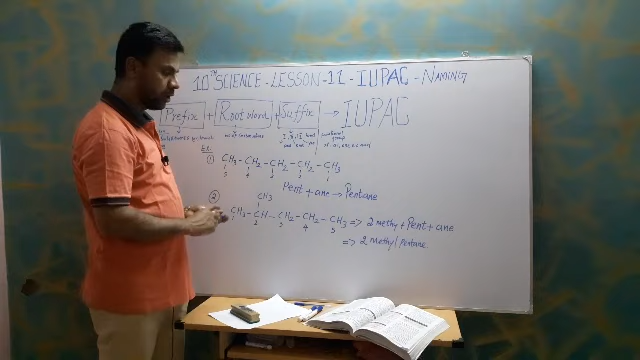 10TH SCIENCE - LESSON - 11 - IUPAC - NAMING
Prefix + Root word + Suffix → IUPAC
Ex:
1) CH3 - CH2 - CH2 - CH2 - CH3
5 4 3 2 1
Pent + ane → Pentane
2) CH3
CH3 - CH - CH2 - CH2 - CH3 => 2 methyl + Pent + ane
1 2 3 4 5
=> 2 Methyl Pentane